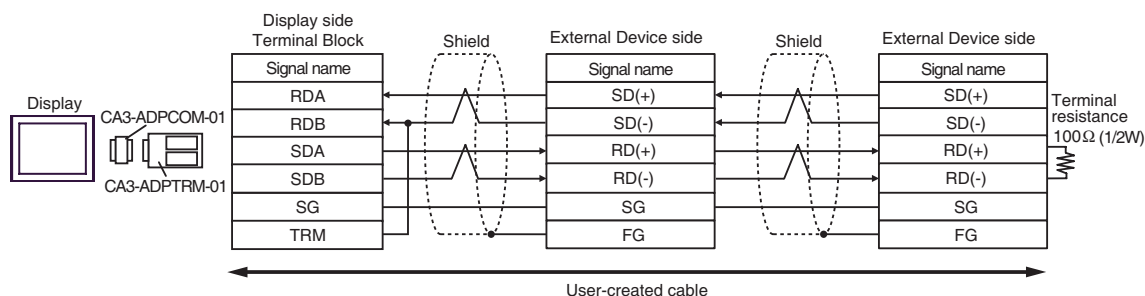 Display side
Terminal Block
Shield
External Device side
Shield
External Device side
Signal name
Signal name
Signal name
Display
CA3-ADPCOM-01
CA3-ADPTRM-01
RDA
SD(+)
SD(+)
RDB
SD(-)
SD(-)
SDA
RD(+)
RD(+)
SDB
RD(-)
RD(-)
SG
SG
SG
TRM
FG
FG
Terminal
resistance
100Ω (1/2W)
User-created cable